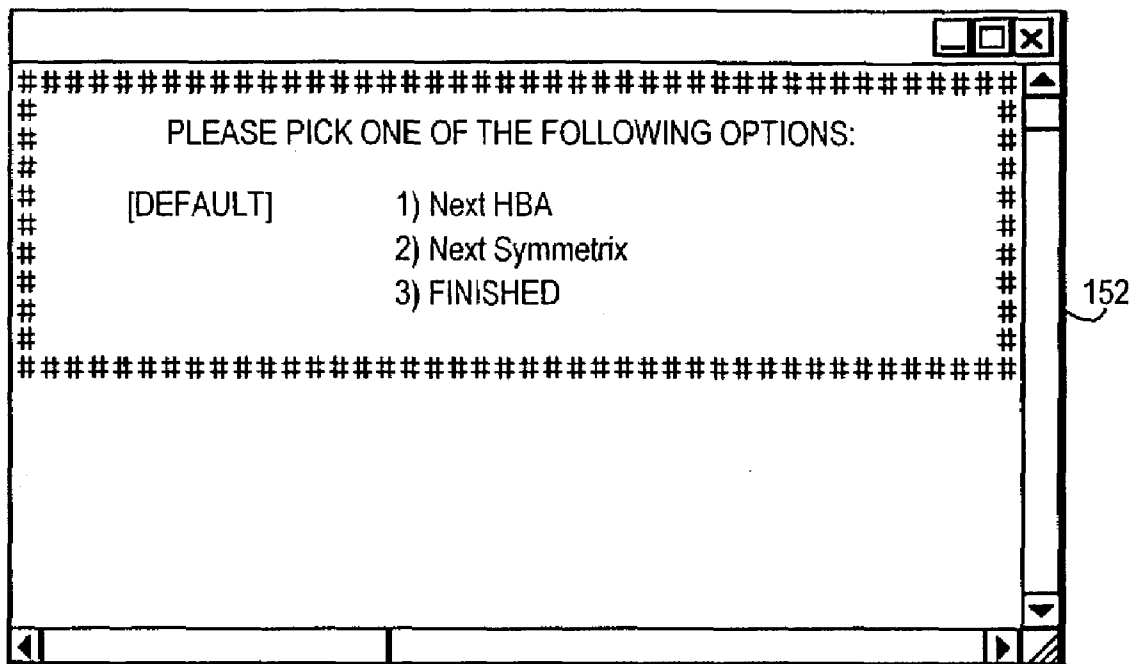 ########################################
# PLEASE PICK ONE OF THE FOLLOWING OPTIONS: #
# [DEFAULT] 1) Next HBA #
# 2) Next Symmetrix #
# 3) FINISHED #
########################################
152